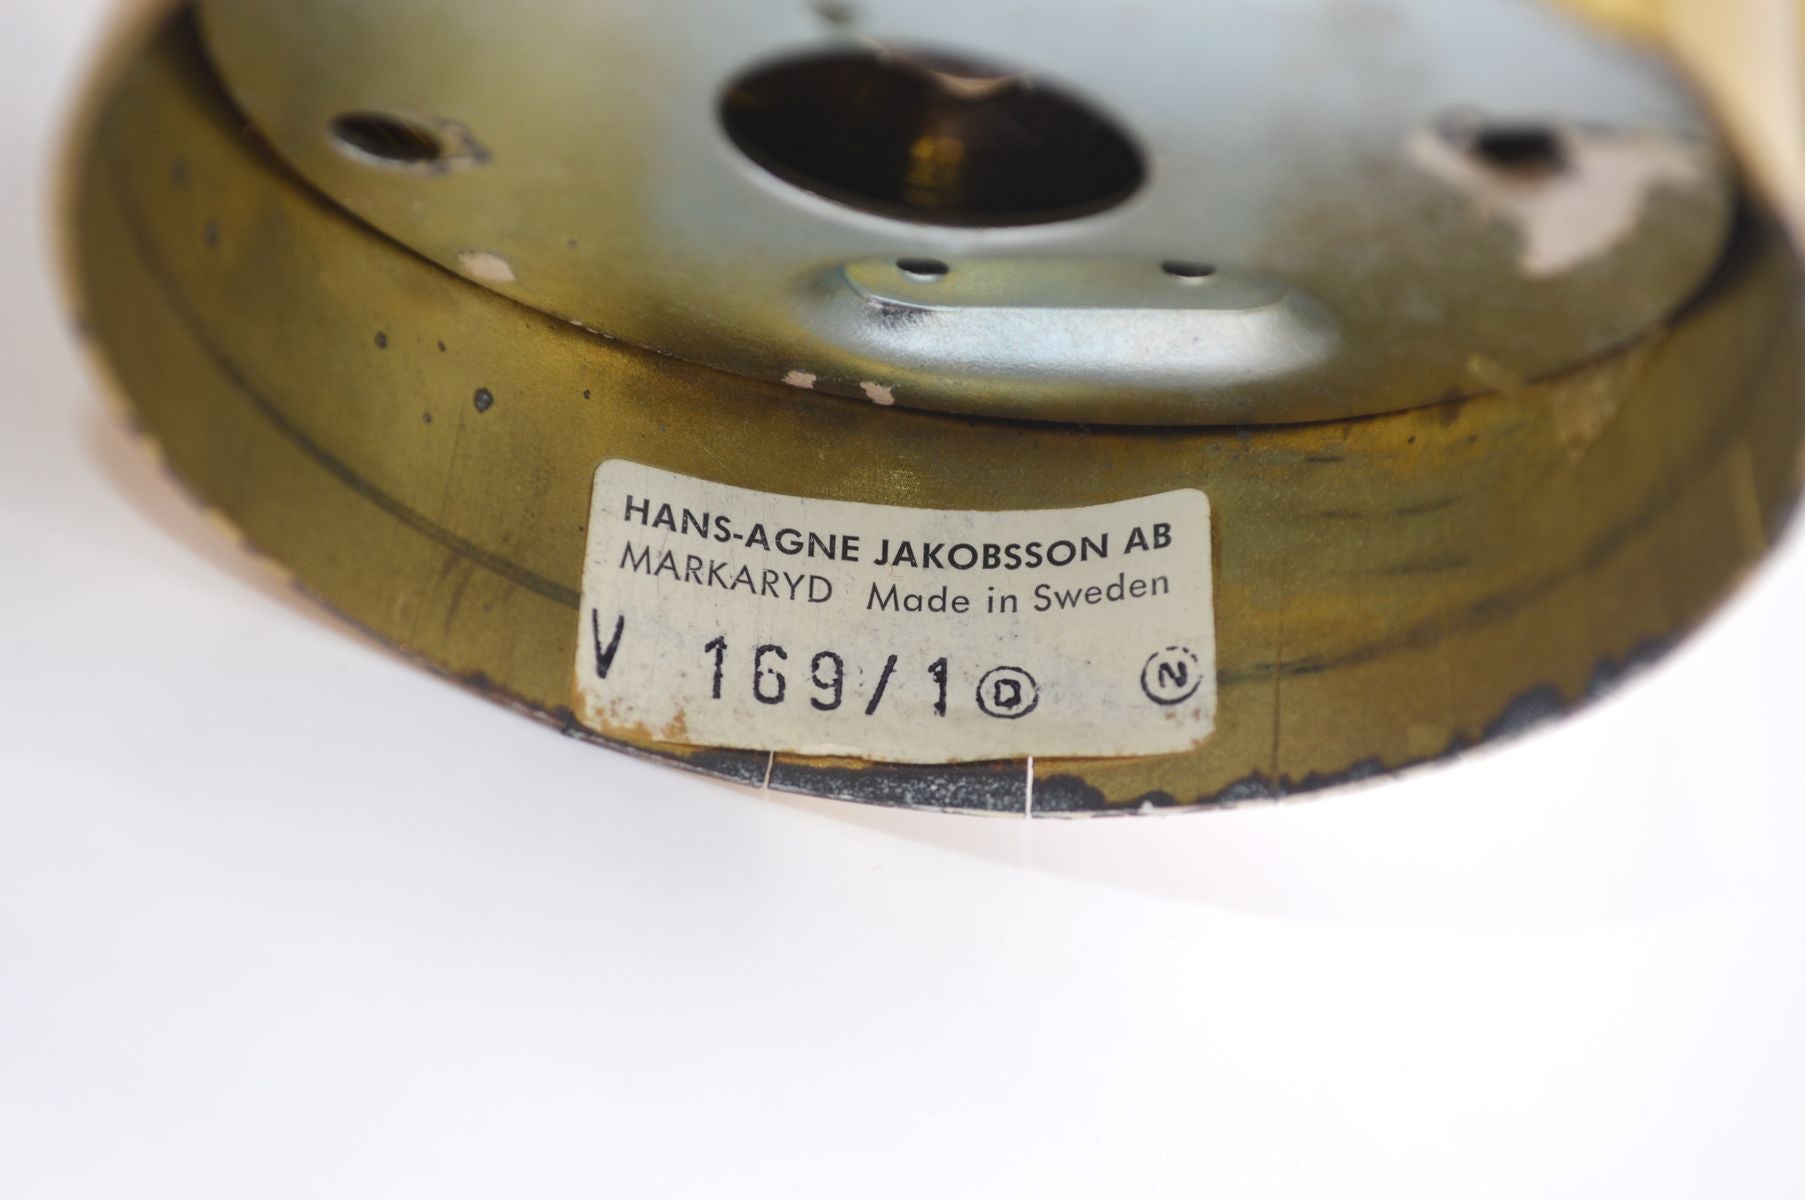 HANS-AGNE JAKOBSSON AB
MARKARYD Made in Sweden
V 169/1 Ⓓ Ⓝ